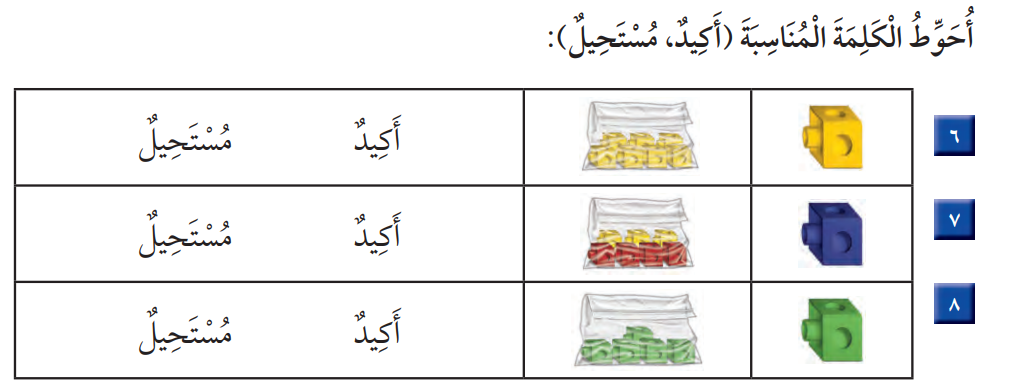 أُحَوِّطُ الْكَلِمَةَ الْمُنَاسِبَةَ (أَكِيدٌ، مُسْتَحِيلٌ):
٦ أَكِيدٌ مُسْتَحِيلٌ
٧ أَكِيدٌ مُسْتَحِيلٌ
٨ أَكِيدٌ مُسْتَحِيلٌ